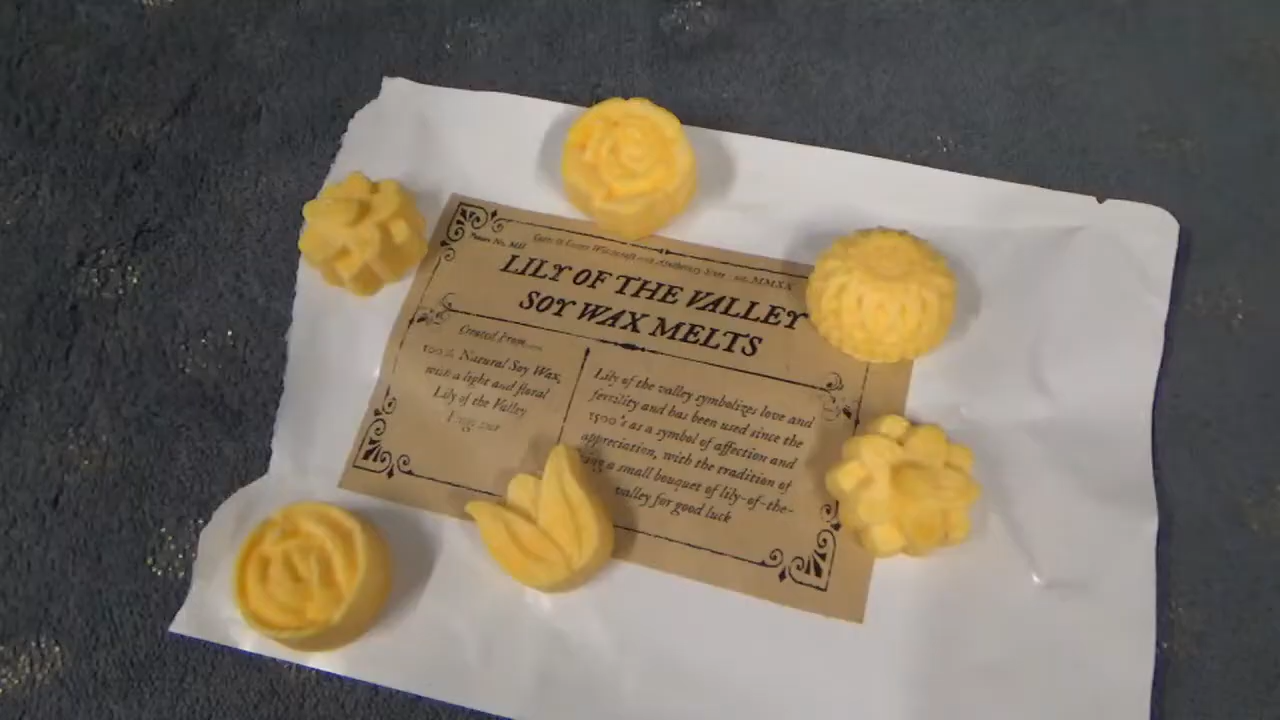 LILY OF THE VALLEY
SOY WAX MELTS
Created From
100% Natural Soy Wax,
with a light and floral
Lily of the Valley
Lily of the valley symbolizes love and
fertility and has been used since the
1500's as a symbol of affection and
appreciation, with the tradition of
a small bouquet of lily-of-the-
valley for good luck